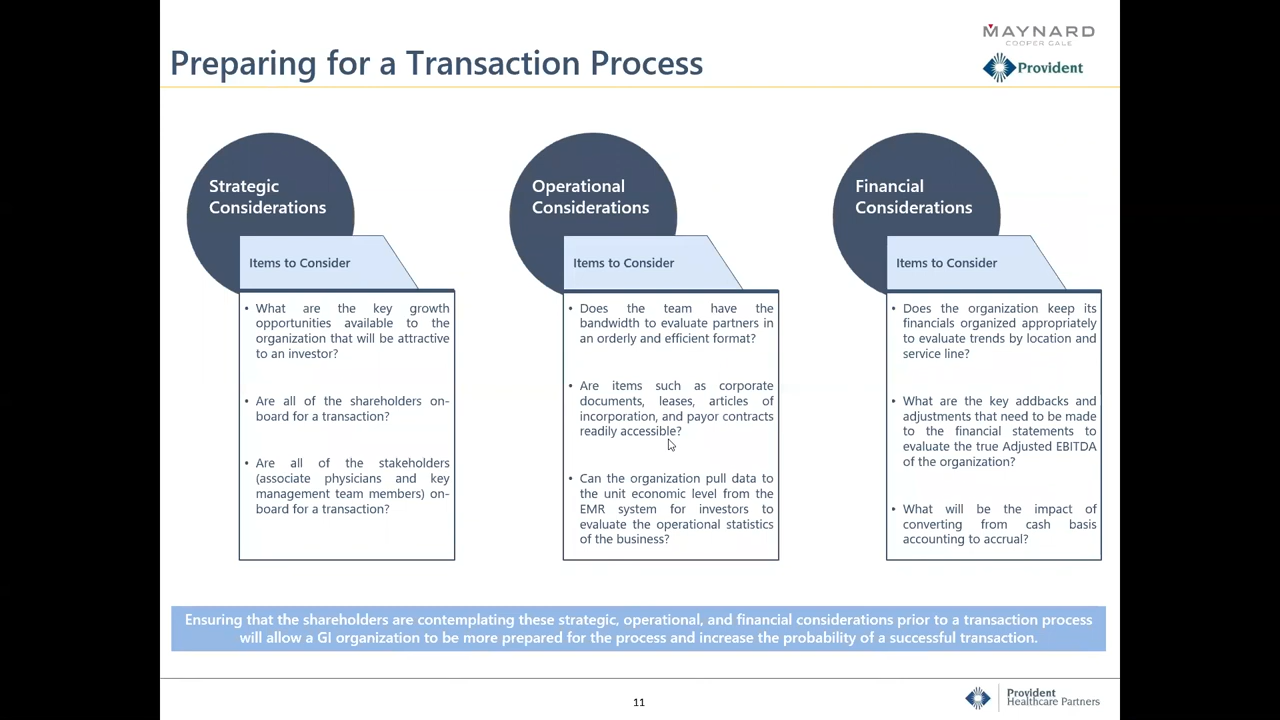 MAYNARD
COOPER GALE
Provident
Preparing for a Transaction Process
Strategic
Considerations
Items to Consider
• What are the key growth
opportunities available to the
organization that will be attractive
to an investor?
• Are all of the shareholders on-
board for a transaction?
• Are all of the stakeholders
(associate physicians and key
management team members) on-
board for a transaction?
Operational
Considerations
Items to Consider
• Does the team have the
bandwidth to evaluate partners in
an orderly and efficient format?
• Are items such as corporate
documents, leases, articles of
incorporation, and payor contracts
readily accessible?
• Can the organization pull data to
the unit economic level from the
EMR system for investors to
evaluate the operational statistics
of the business?
Financial
Considerations
Items to Consider
• Does the organization keep its
financials organized appropriately
to evaluate trends by location and
service line?
• What are the key addbacks and
adjustments that need to be made
to the financial statements to
evaluate the true Adjusted EBITDA
of the organization?
• What will be the impact of
converting from cash basis
accounting to accrual?
Ensuring that the shareholders are contemplating these strategic, operational, and financial considerations prior to a transaction process
will allow a GI organization to be more prepared for the process and increase the probability of a successful transaction.
11
Provident
Healthcare Partners